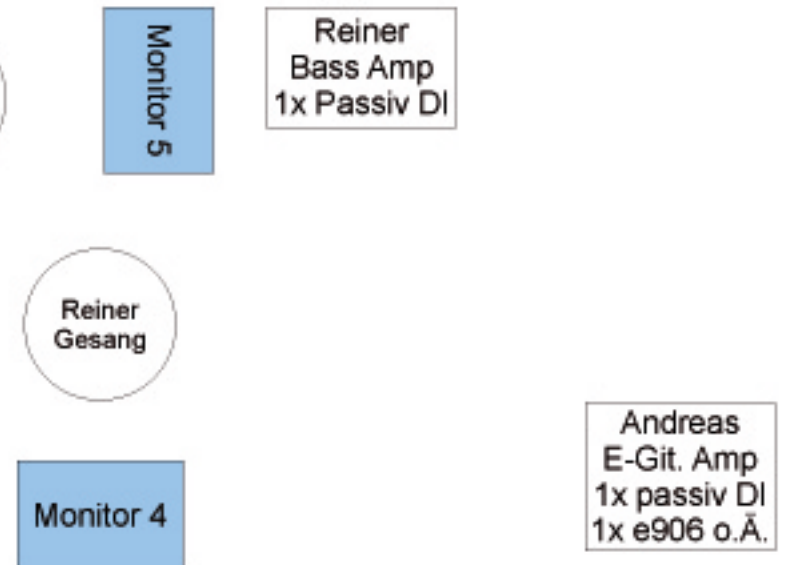 Monitor 5
Reiner
Bass Amp
1x Passiv DI
Reiner
Gesang
Andreas
E-Git. Amp
1x passiv DI
1x e906 o.Ä.
Monitor 4